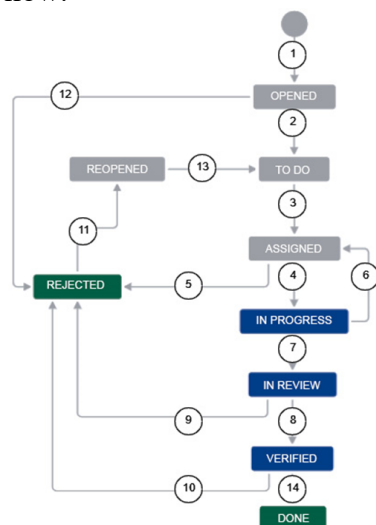 1
12
OPENED
2
REOPENED
13
TO DO
3
11
ASSIGNED
REJECTED
5
4
6
IN PROGRESS
7
IN REVIEW
9
8
VERIFIED
10
14
DONE